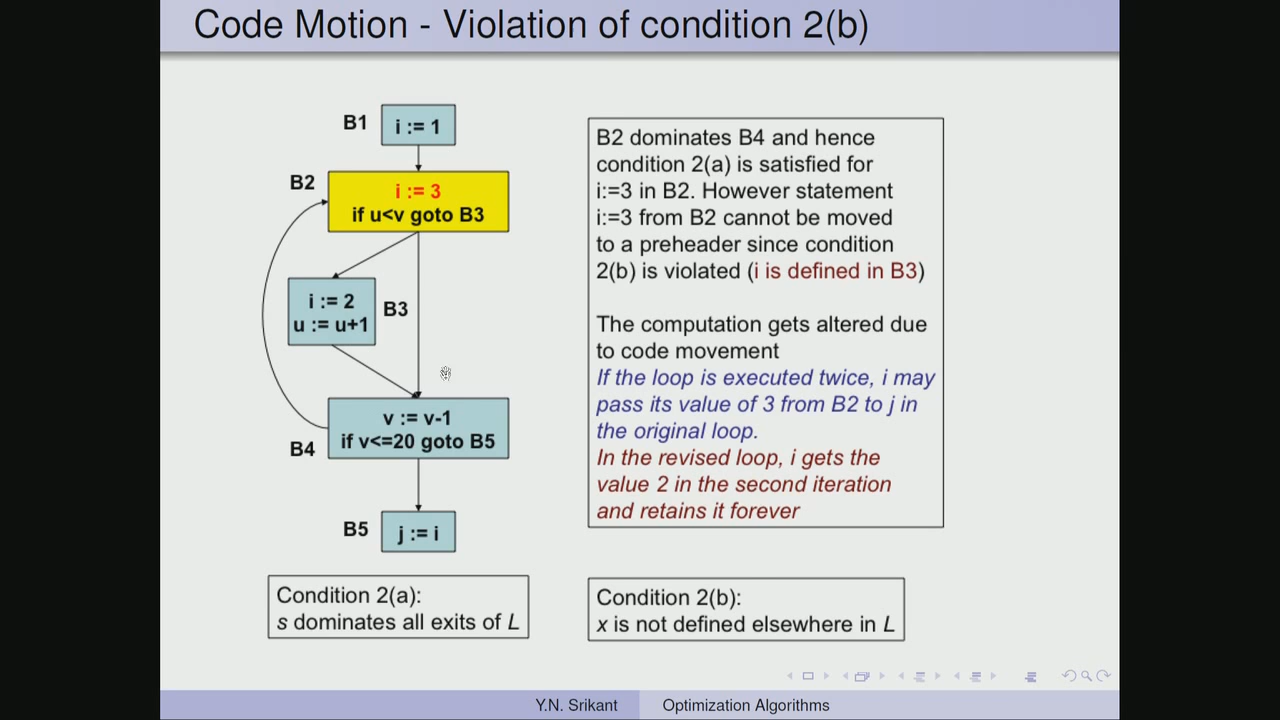 Code Motion - Violation of condition 2(b)
B1
i := 1
B2
i := 3
if u<v goto B3
i := 2
u := u+1
B3
v := v-1
if v<=20 goto B5
B4
B5
j := i
B2 dominates B4 and hence
condition 2(a) is satisfied for
i:=3 in B2. However statement
i:=3 from B2 cannot be moved
to a preheader since condition
2(b) is violated (i is defined in B3)
The computation gets altered due
to code movement
If the loop is executed twice, i may
pass its value of 3 from B2 to j in
the original loop.
In the revised loop, i gets the
value 2 in the second iteration
and retains it forever
Condition 2(a):
s dominates all exits of L
Condition 2(b):
x is not defined elsewhere in L
Y.N. Srikant
Optimization Algorithms